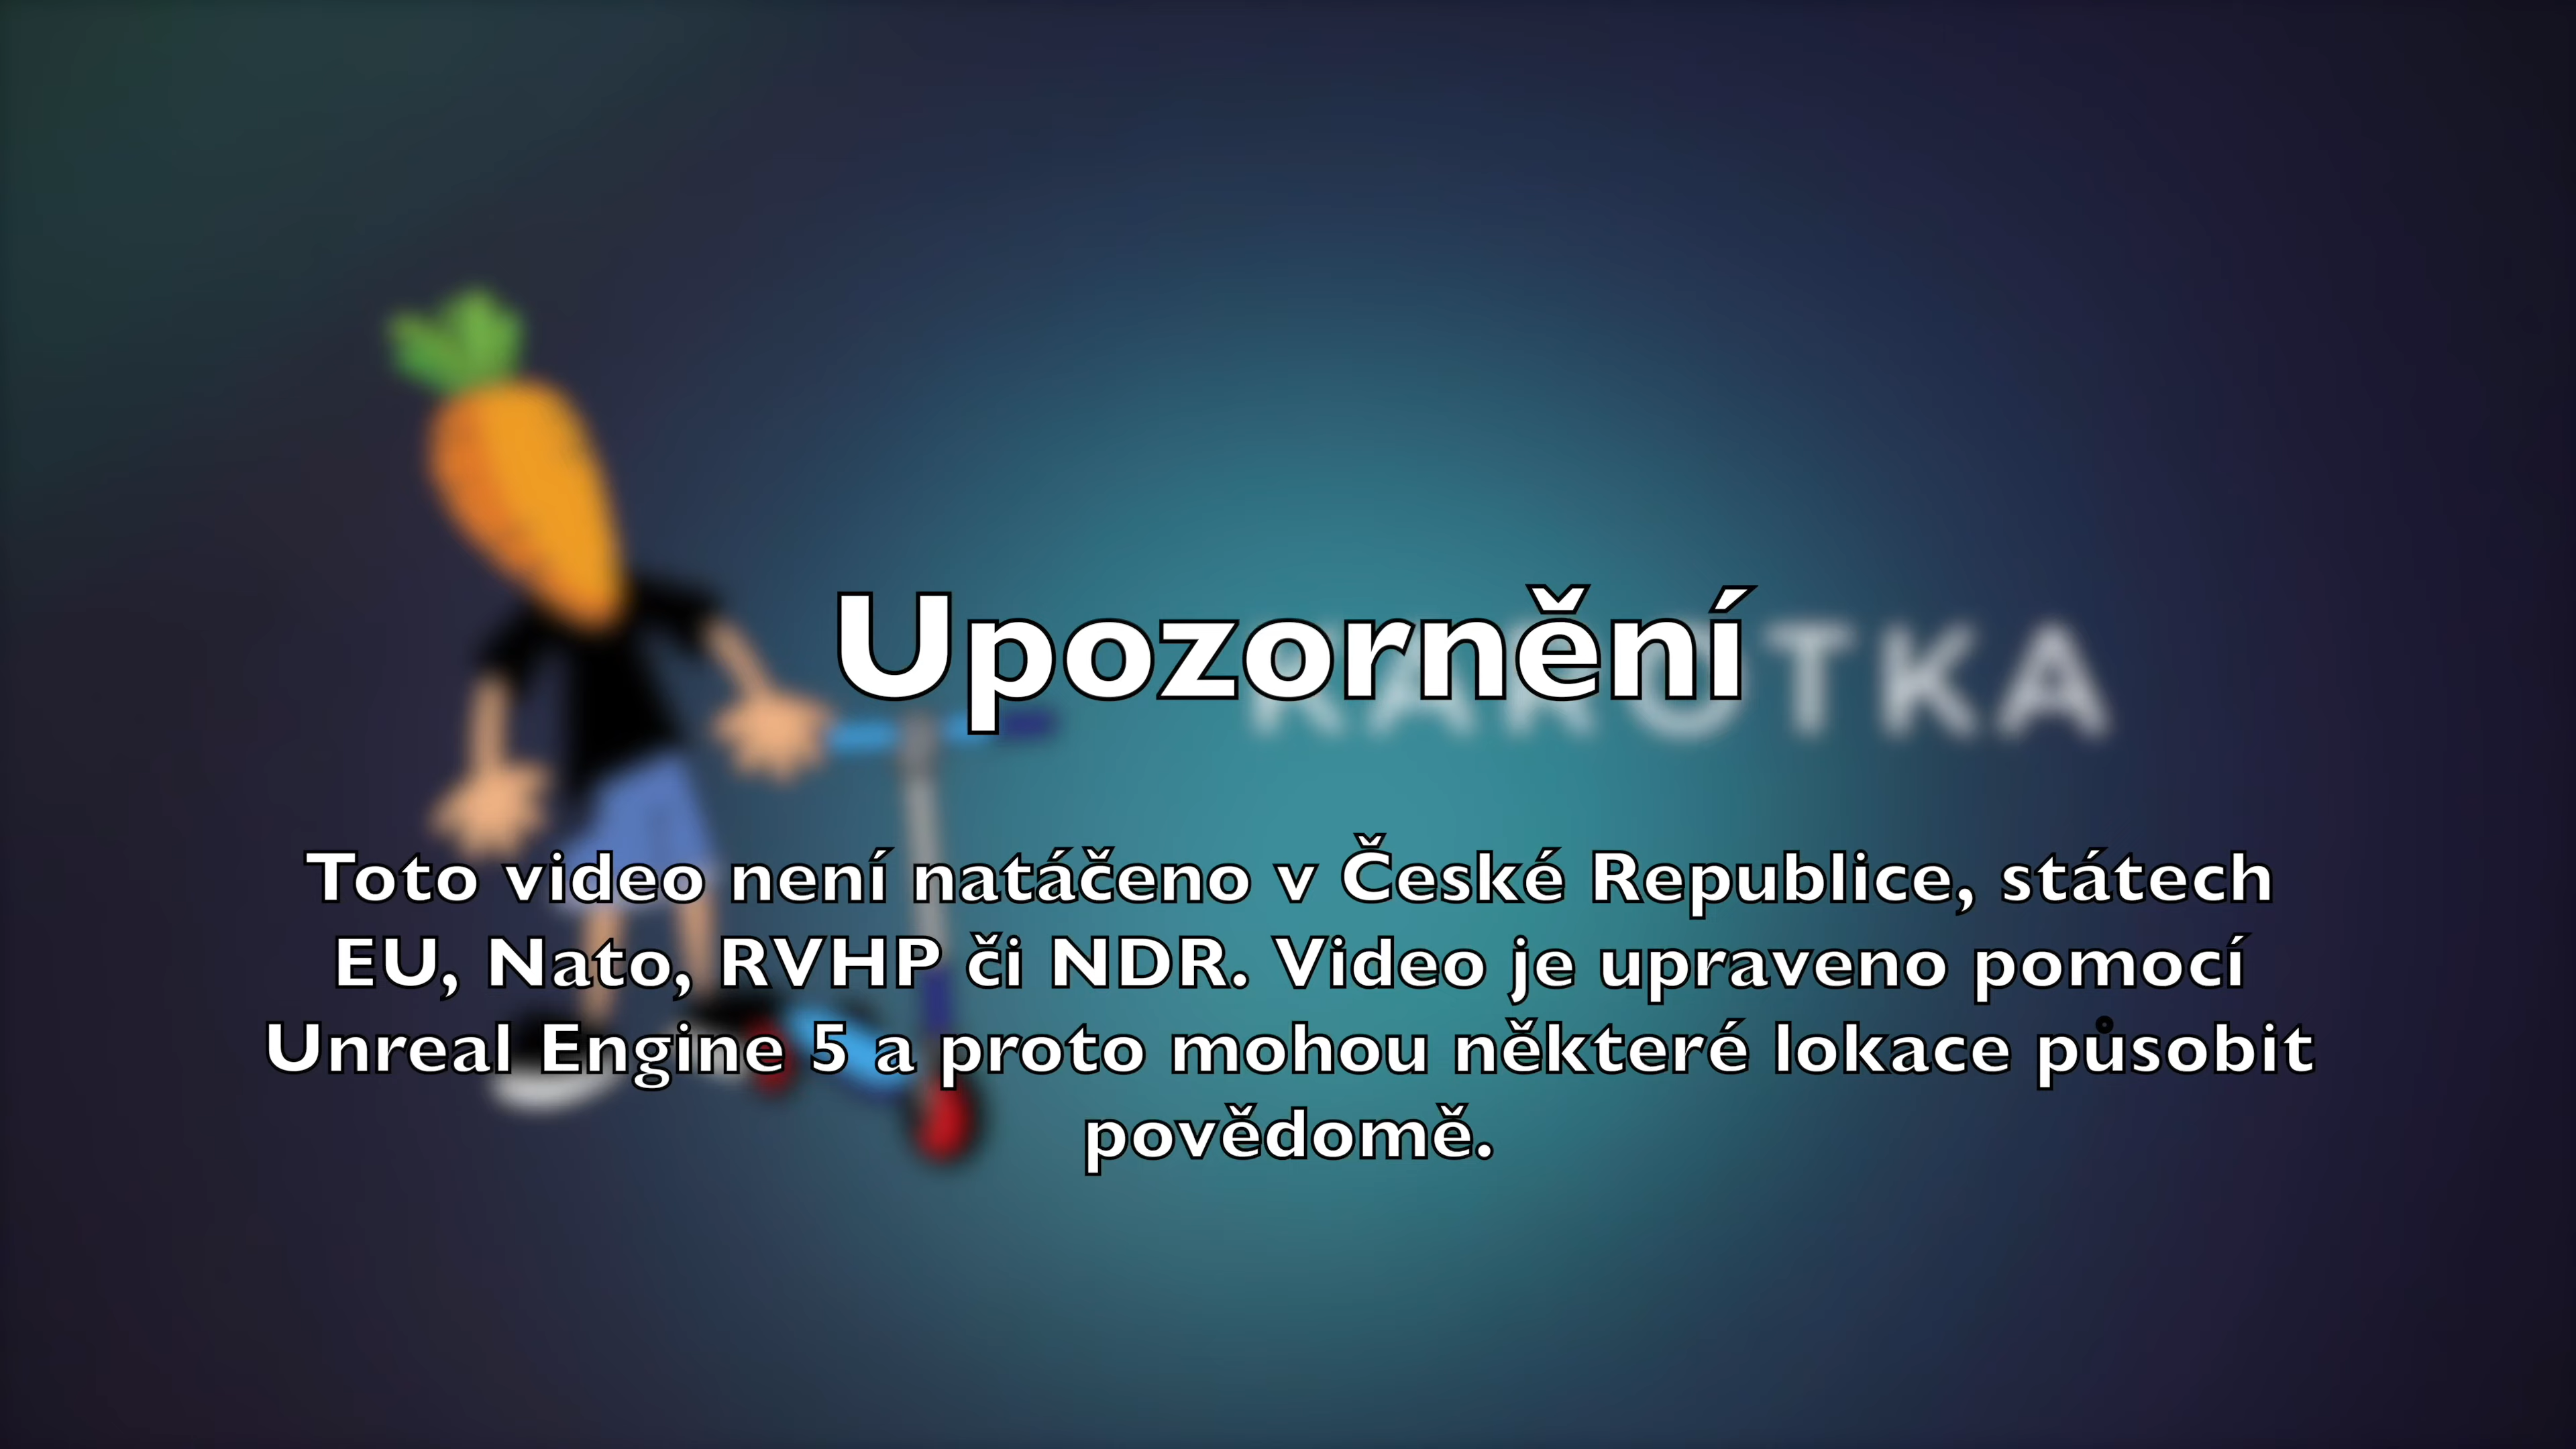 Upozornění
KAROTKA
Toto video není natáčeno v České Republice, státech
EU, Nato, RVHP či NDR. Video je upraveno pomocí
Unreal Engine 5 a proto mohou některé lokace působit
povědomě.